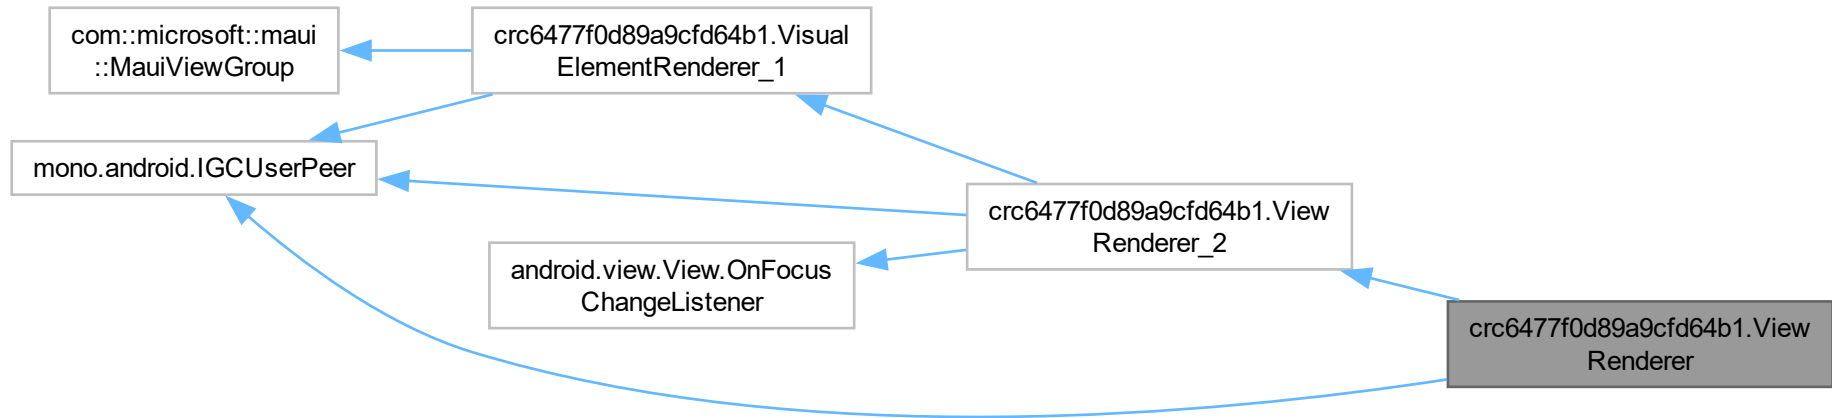 com::microsoft::maui
::MauiViewGroup
crc6477f0d89a9cfd64b1.Visual
ElementRenderer_1
mono.android.IGCUserPeer
crc6477f0d89a9cfd64b1.View
Renderer_2
android.view.View.OnFocus
ChangeListener
crc6477f0d89a9cfd64b1.View
Renderer